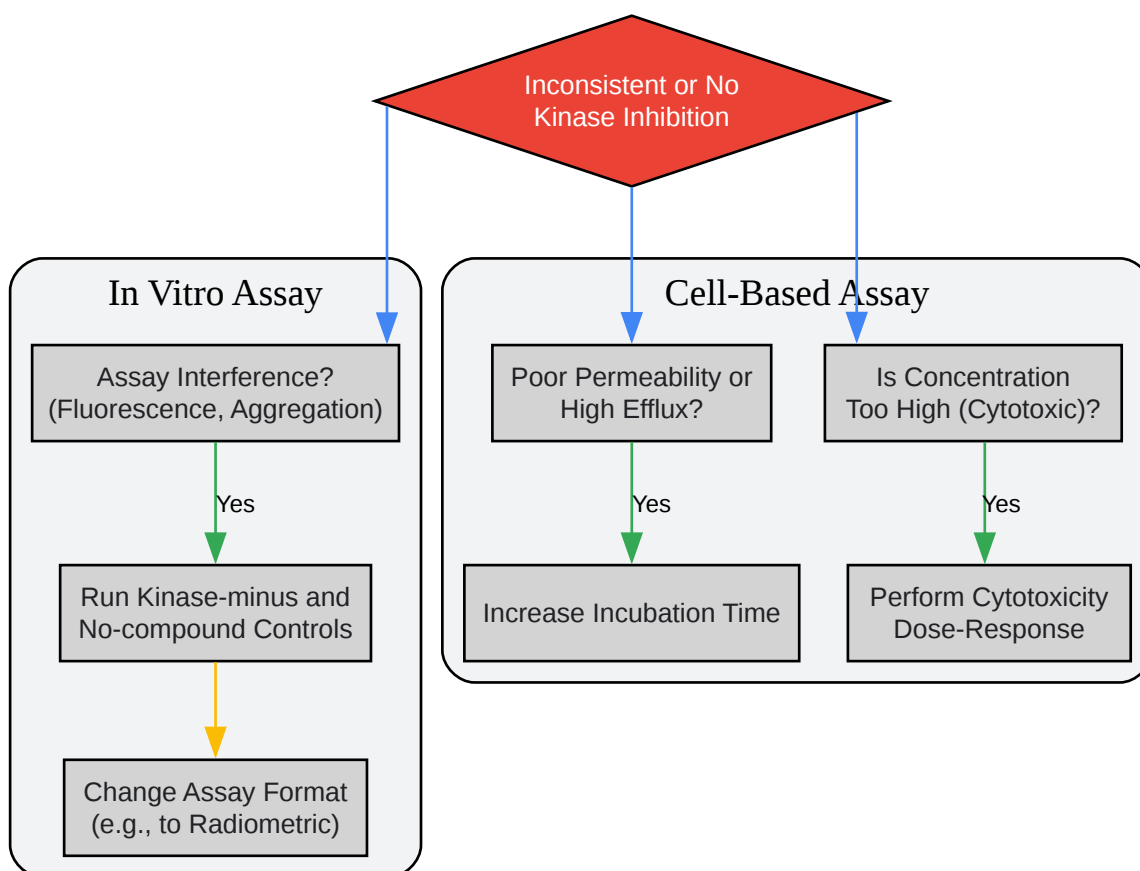 Inconsistent or No
Kinase Inhibition
In Vitro Assay
Assay Interference?
(Fluorescence, Aggregation)
Yes
Run Kinase-minus and
No-compound Controls
Change Assay Format
(e.g., to Radiometric)
Cell-Based Assay
Poor Permeability or
High Efflux?
Yes
Increase Incubation Time
Is Concentration
Too High (Cytotoxic)?
Yes
Perform Cytotoxicity
Dose-Response